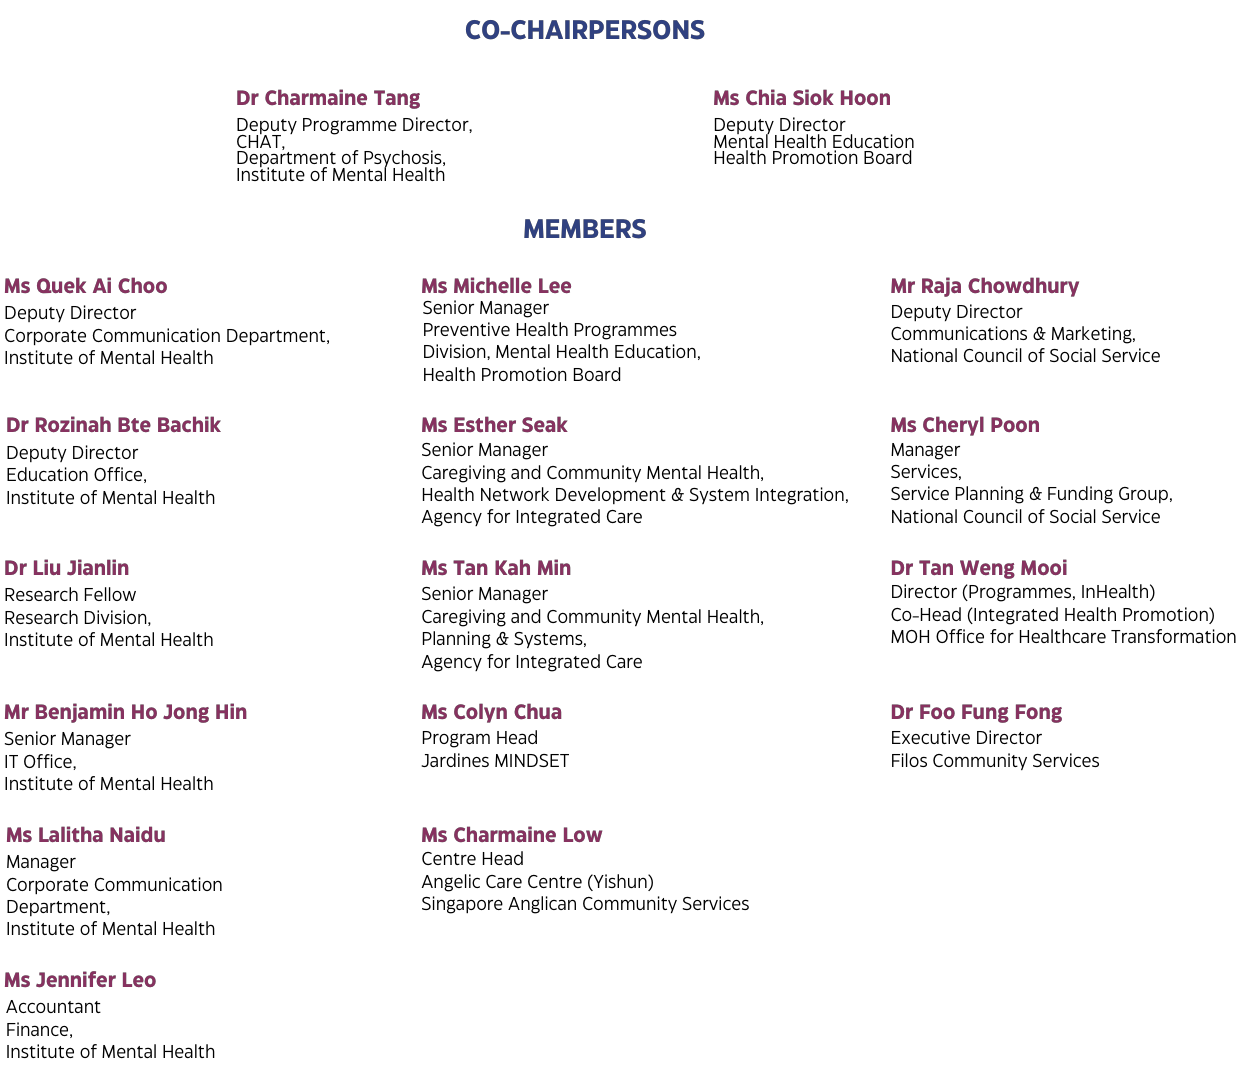 CO-CHAIRPERSONS
Dr Charmaine Tang
Deputy Programme Director,
CHAT,
Department of Psychosis,
Institute of Mental Health
Ms Chia Siok Hoon
Deputy Director
Mental Health Education
Health Promotion Board
MEMBERS
Ms Quek Ai Choo
Deputy Director
Corporate Communication Department,
Institute of Mental Health
Ms Michelle Lee
Senior Manager
Preventive Health Programmes
Division, Mental Health Education,
Health Promotion Board
Mr Raja Chowdhury
Deputy Director
Communications & Marketing,
National Council of Social Service
Dr Rozinah Bte Bachik
Deputy Director
Education Office,
Institute of Mental Health
Ms Esther Seak
Senior Manager
Caregiving and Community Mental Health,
Health Network Development & System Integration,
Agency for Integrated Care
Ms Cheryl Poon
Manager
Services,
Service Planning & Funding Group,
National Council of Social Service
Dr Liu Jianlin
Research Fellow
Research Division,
Institute of Mental Health
Ms Tan Kah Min
Senior Manager
Caregiving and Community Mental Health,
Planning & Systems,
Agency for Integrated Care
Dr Tan Weng Mooi
Director (Programmes, InHealth)
Co-Head (Integrated Health Promotion)
MOH Office for Healthcare Transformation
Mr Benjamin Ho Jong Hin
Senior Manager
IT Office,
Institute of Mental Health
Ms Colyn Chua
Program Head
Jardines MINDSET
Dr Foo Fung Fong
Executive Director
Filos Community Services
Ms Lalitha Naidu
Manager
Corporate Communication
Department,
Institute of Mental Health
Ms Charmaine Low
Centre Head
Angelic Care Centre (Yishun)
Singapore Anglican Community Services
Ms Jennifer Leo
Accountant
Finance,
Institute of Mental Health